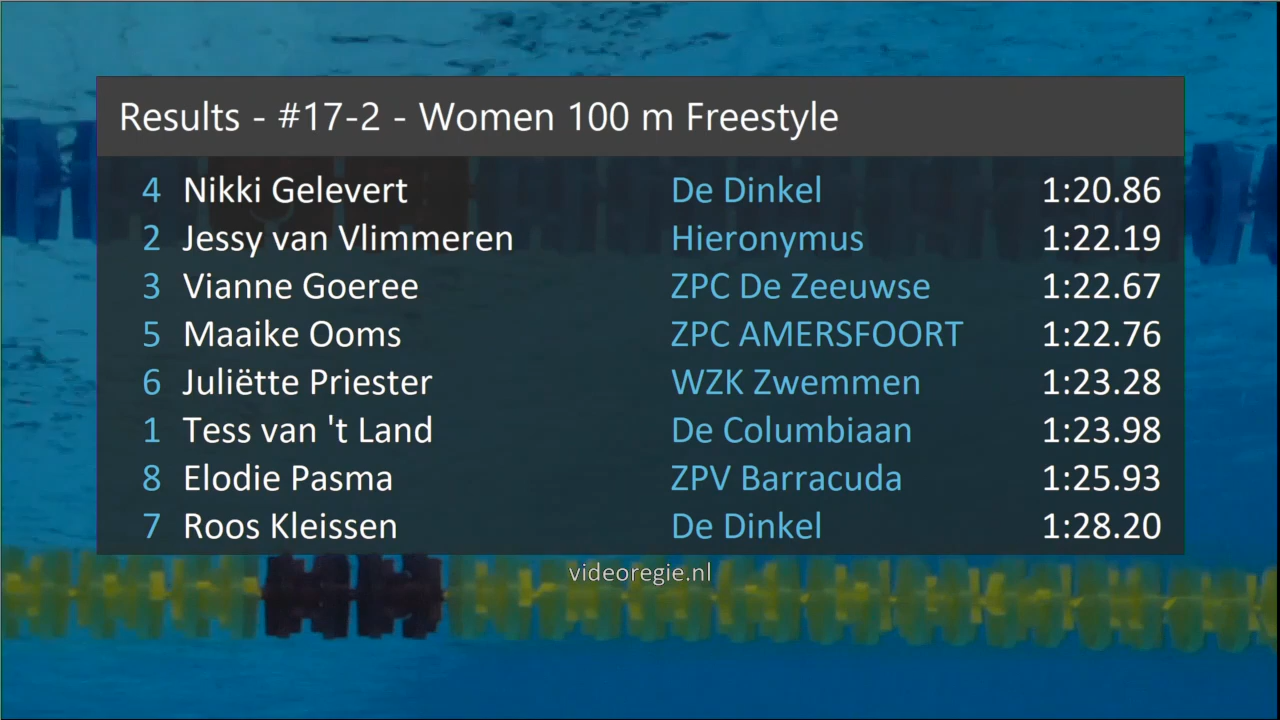 Results - #17-2 - Women 100 m Freestyle
4 Nikki Gelevert De Dinkel 1:20.86
2 Jessy van Vlimmeren Hieronymus 1:22.19
3 Vianne Goeree ZPC De Zeeuwse 1:22.67
5 Maaike Ooms ZPC AMERSFOORT 1:22.76
6 Juliëtte Priester WZK Zwemmen 1:23.28
1 Tess van 't Land De Columbiaan 1:23.98
8 Elodie Pasma ZPV Barracuda 1:25.93
7 Roos Kleissen De Dinkel 1:28.20
videoregie.nl